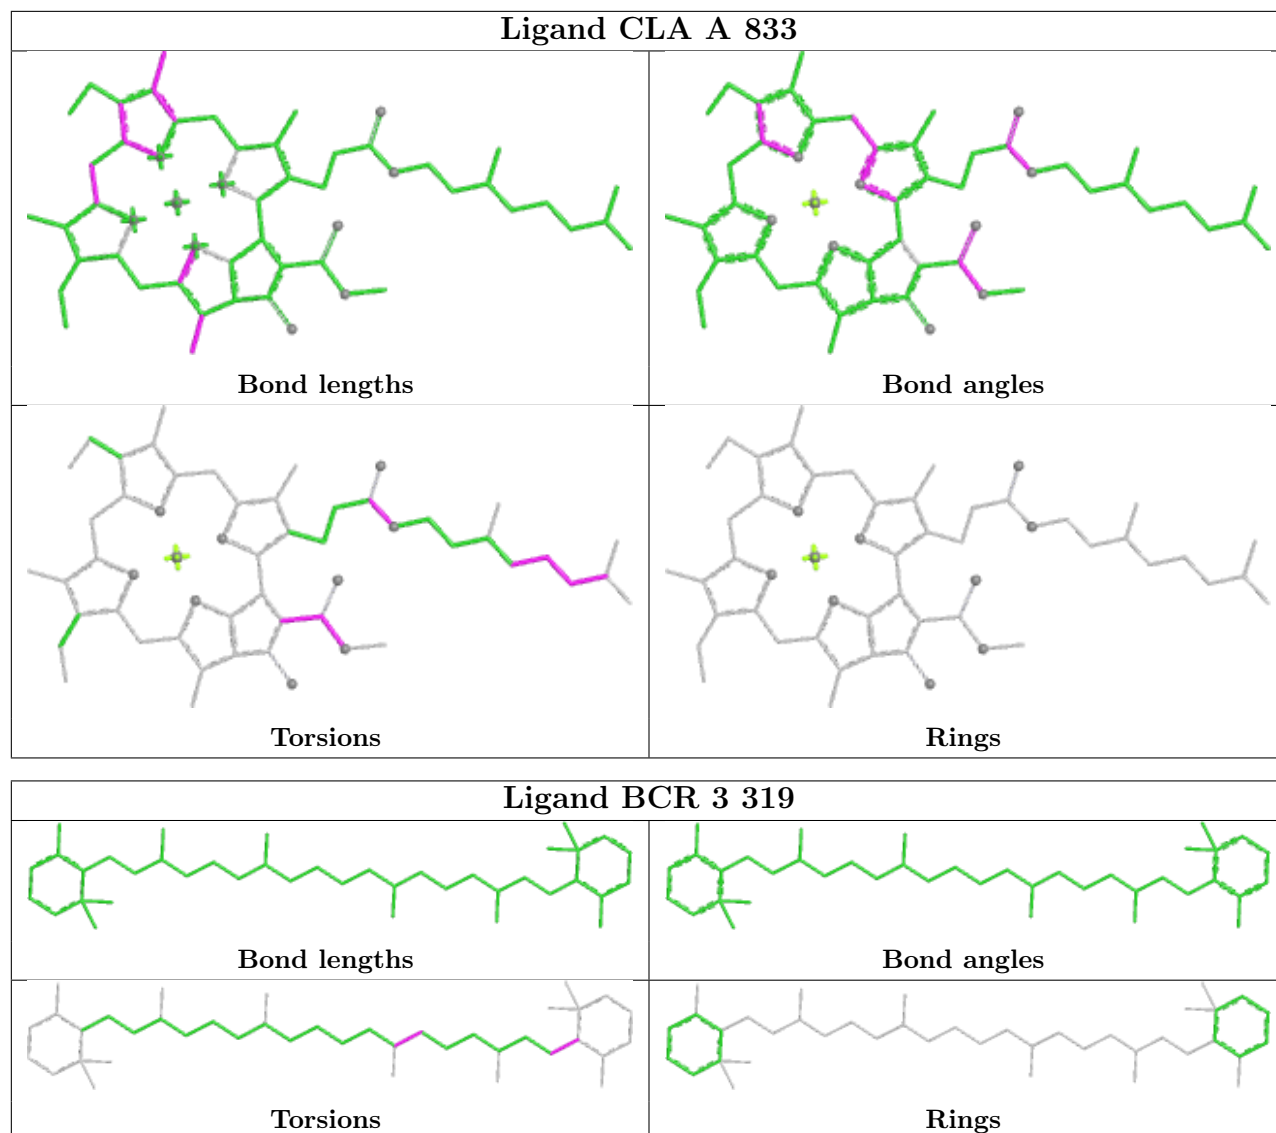 Ligand CLA A 833
Bond lengths
Bond angles
Torsions
Rings
Ligand BCR 3 319
Bond lengths
Bond angles
Torsions
Rings